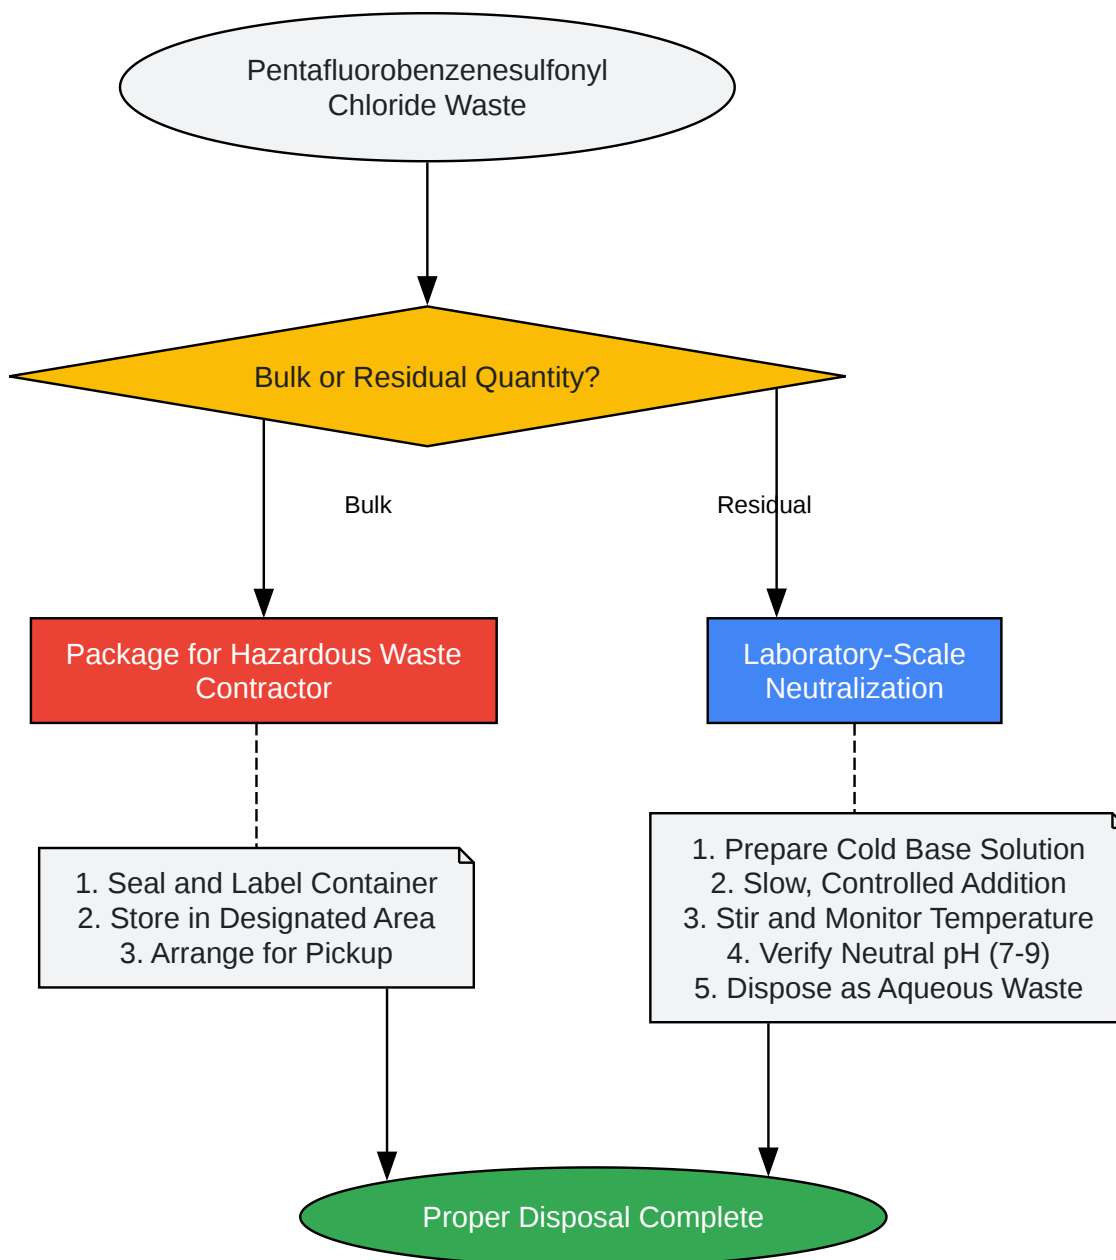 Pentafluorobenzenesulfonyl
Chloride Waste
Bulk or Residual Quantity?
Bulk
Residual
Package for Hazardous Waste
Contractor
Laboratory-Scale
Neutralization
1. Seal and Label Container
2. Store in Designated Area
3. Arrange for Pickup
1. Prepare Cold Base Solution
2. Slow, Controlled Addition
3. Stir and Monitor Temperature
4. Verify Neutral pH (7-9)
5. Dispose as Aqueous Waste
Proper Disposal Complete